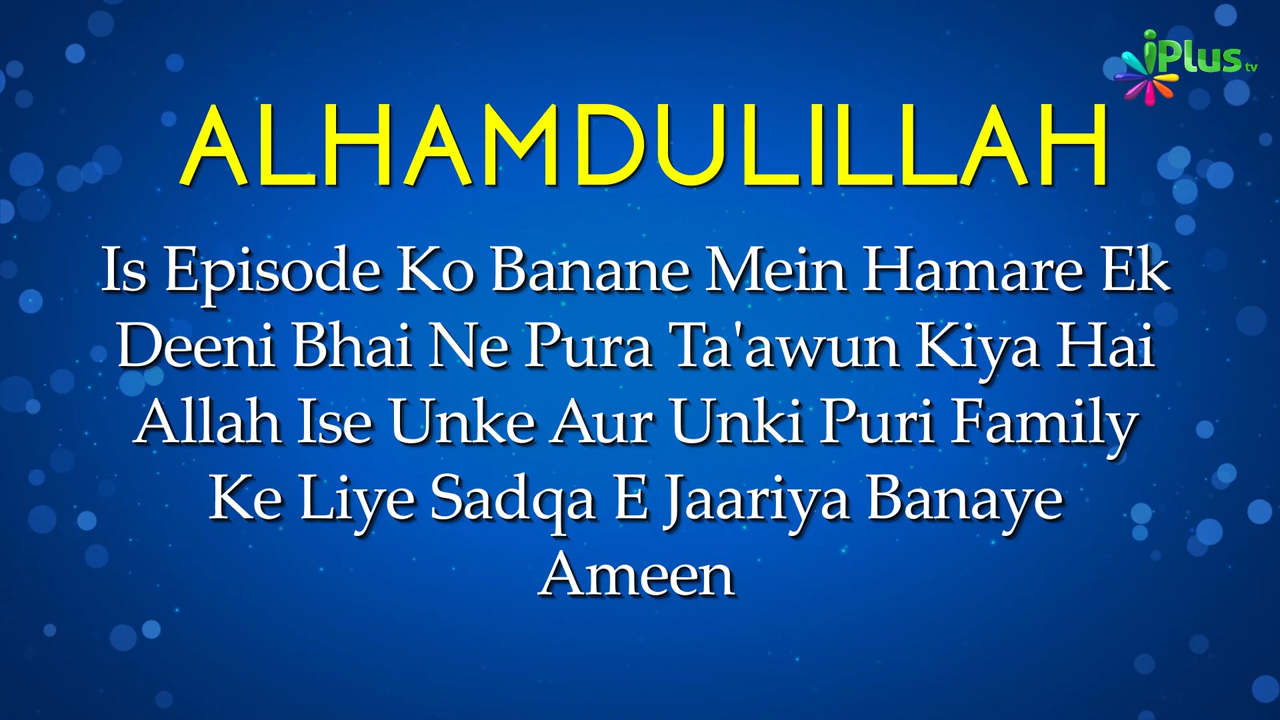 iPlus tv
ALHAMDULILLAH
Is Episode Ko Banane Mein Hamare Ek
Deeni Bhai Ne Pura Ta'awun Kiya Hai
Allah Ise Unke Aur Unki Puri Family
Ke Liye Sadqa E Jaariya Banaye
Ameen